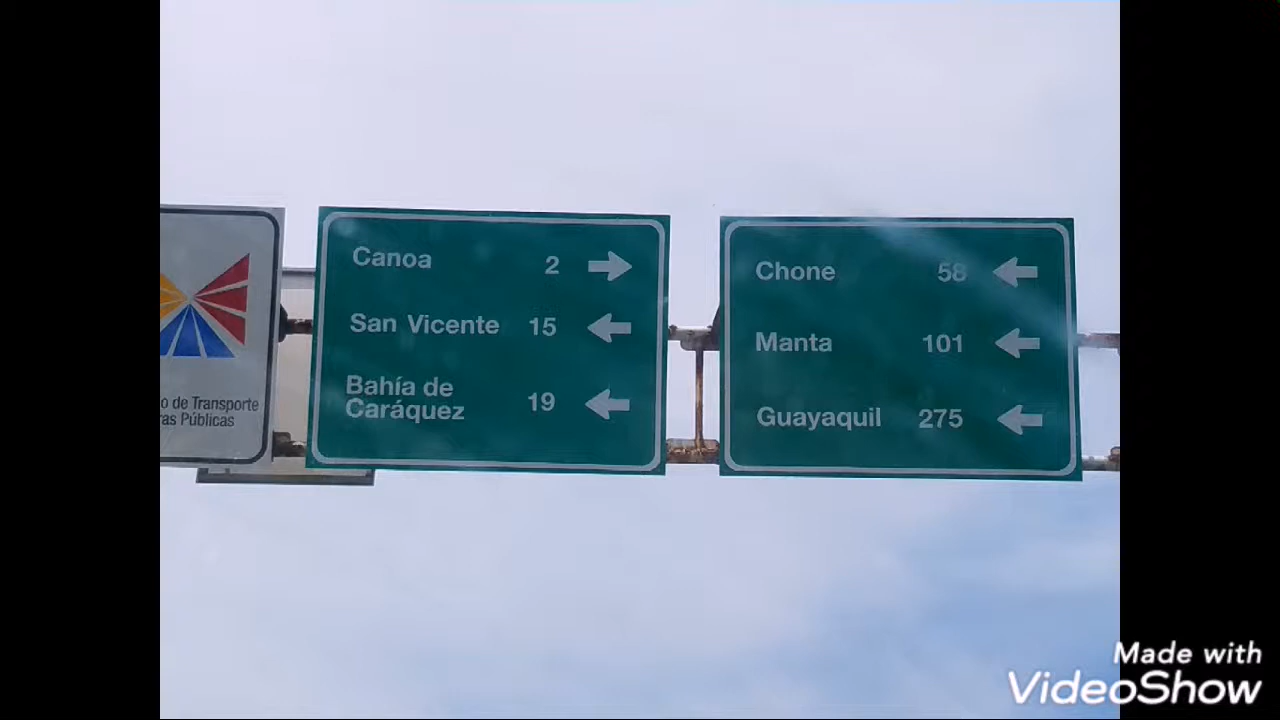 o de Transporte
ras Públicas
Canoa 2
San Vicente 15
Bahía de
Caráquez 19
Chone 58
Manta 101
Guayaquil 275
Made with
VideoShow